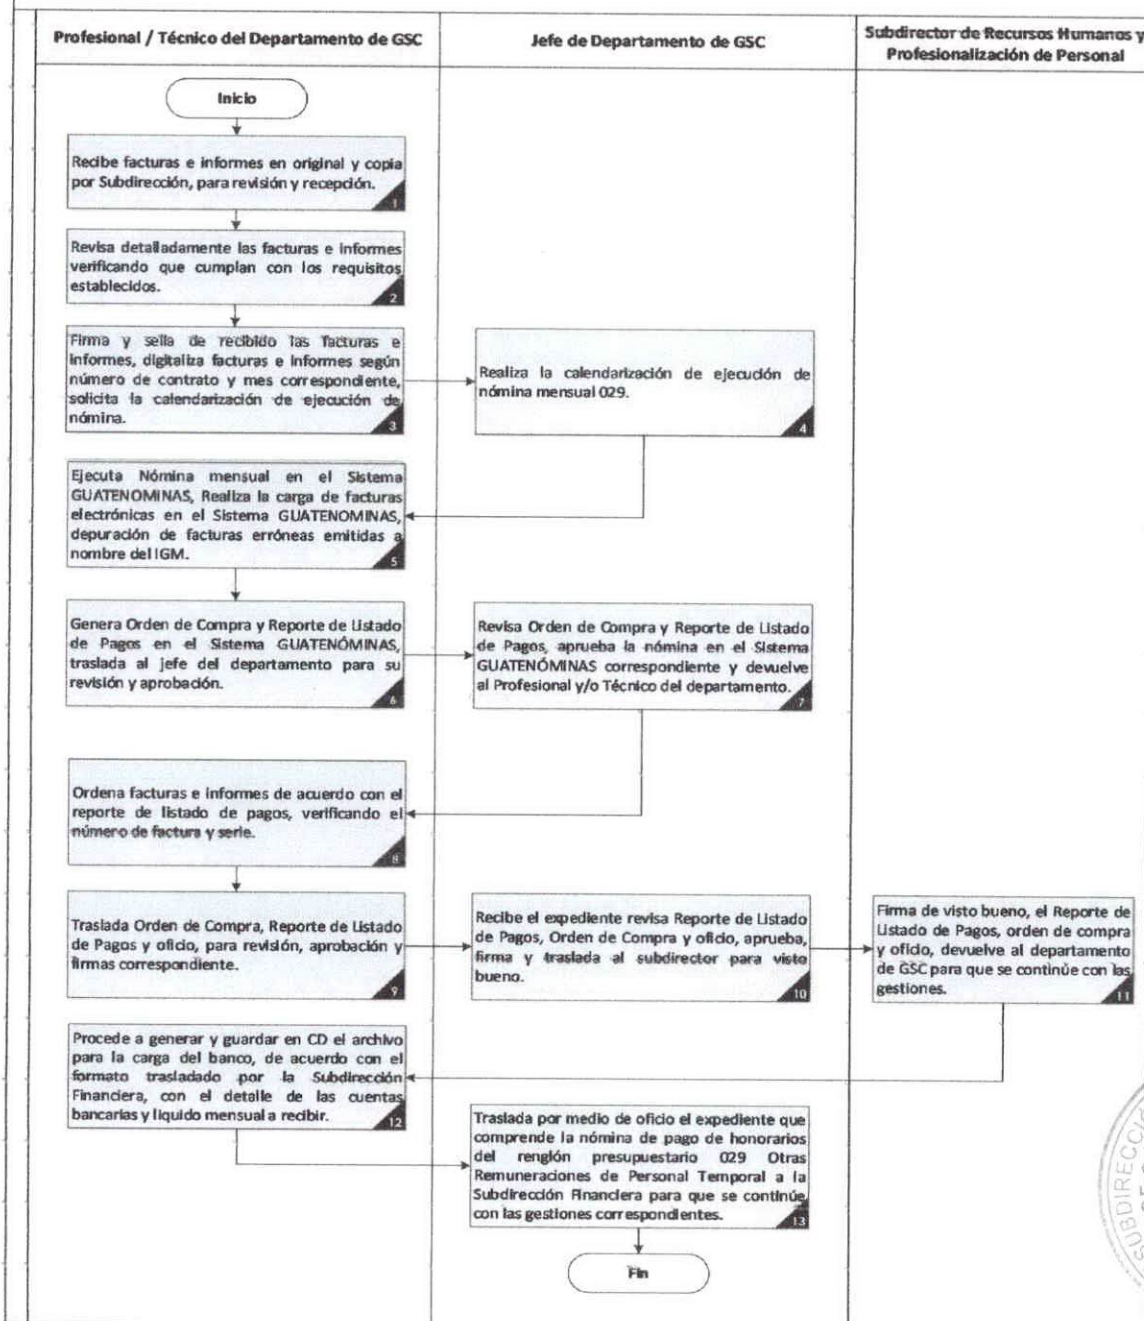 Profesional / Técnico del Departamento de GSC
Jefe de Departamento de GSC
Subdirector de Recursos Humanos y
Profesionalización de Personal
Inicio
Recibe facturas e informes en original y copia
por Subdirección, para revisión y recepción.
1
Revisa detalladamente las facturas e informes
verificando que cumplan con los requisitos
establecidos.
2
Firma y sella de recibido las facturas e
informes, digitaliza facturas e informes según
número de contrato y mes correspondiente,
solicita la calendarización de ejecución de
nómina.
3
Realiza la calendarización de ejecución de
nómina mensual 029.
4
Ejecuta Nómina mensual en el Sistema
GUATENOMINAS, Realiza la carga de facturas
electrónicas en el Sistema GUATENOMINAS,
depuración de facturas erróneas emitidas a
nombre del IGM.
5
Genera Orden de Compra y Reporte de Listado
de Pagos en el Sistema GUATENÓMINAS,
traslada al jefe del departamento para su
revisión y aprobación.
6
Revisa Orden de Compra y Reporte de Listado
de Pagos, aprueba la nómina en el Sistema
GUATENÓMINAS correspondiente y devuelve
al Profesional y/o Técnico del departamento.
7
Ordena facturas e informes de acuerdo con el
reporte de listado de pagos, verificando el
número de factura y serie.
8
Traslada Orden de Compra, Reporte de Listado
de Pagos y oficio, para revisión, aprobación y
firmas correspondiente.
9
Recibe el expediente revisa Reporte de Listado
de Pagos, Orden de Compra y oficio, aprueba,
firma y traslada al subdirector para visto
bueno.
10
Firma de visto bueno, el Reporte de
Listado de Pagos, orden de compra
y oficio, devuelve al departamento
de GSC para que se continúe con las
gestiones.
11
Procede a generar y guardar en CD el archivo
para la carga del banco, de acuerdo con el
formato trasladado por la Subdirección
Financiera, con el detalle de las cuentas
bancarias y líquido mensual a recibir.
12
Traslada por medio de oficio el expediente que
comprende la nómina de pago de honorarios
del renglón presupuestario 029 Otras
Remuneraciones de Personal Temporal a la
Subdirección Financiera para que se continúe
con las gestiones correspondientes.
13
Fin